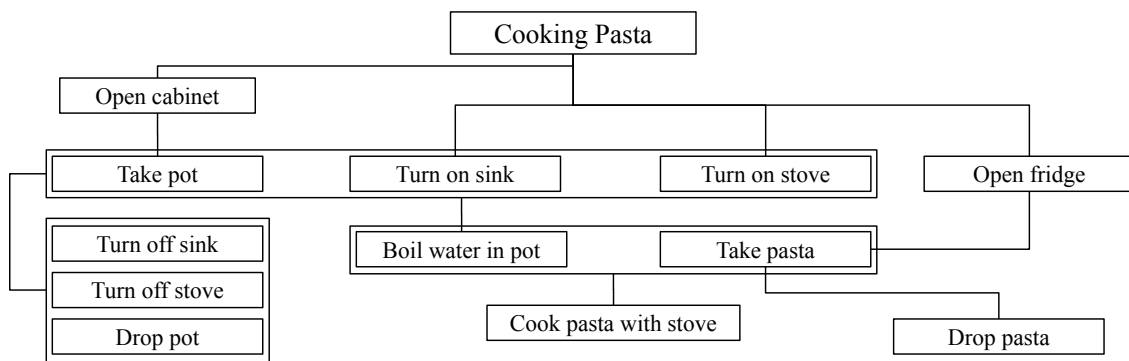 Cooking Pasta
Open cabinet
Take pot
Turn on sink
Turn on stove
Open fridge
Turn off sink
Turn off stove
Drop pot
Boil water in pot
Take pasta
Cook pasta with stove
Drop pasta